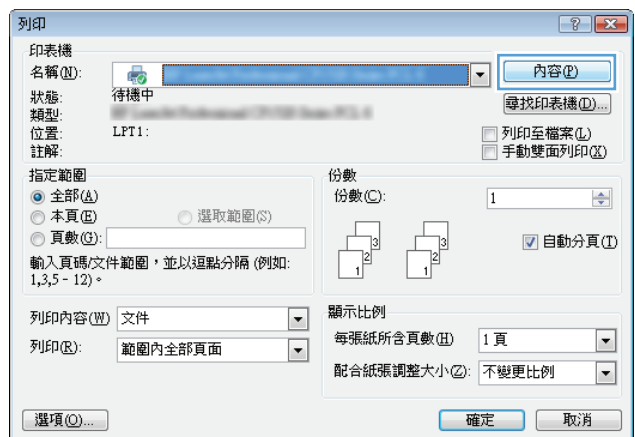 列印
印表機
名稱(N):
內容(P)
狀態: 待機中
類型:
尋找印表機(D)...
位置: LPT1:
列印至檔案(L)
註解:
手動雙面列印(X)
指定範圍
全部(A)
本頁(E) 選取範圍(S)
頁數(G):
輸入頁碼/文件範圍，並以逗點分隔 (例如:
1,3,5 - 12)。
份數
份數(C): 1
3 3
2 2
1 1
自動分頁(T)
列印內容(W) 文件
列印(R): 範圍內全部頁面
顯示比例
每張紙所含頁數(H) 1 頁
配合紙張調整大小(Z): 不變更比例
選項(O)... 確定 取消